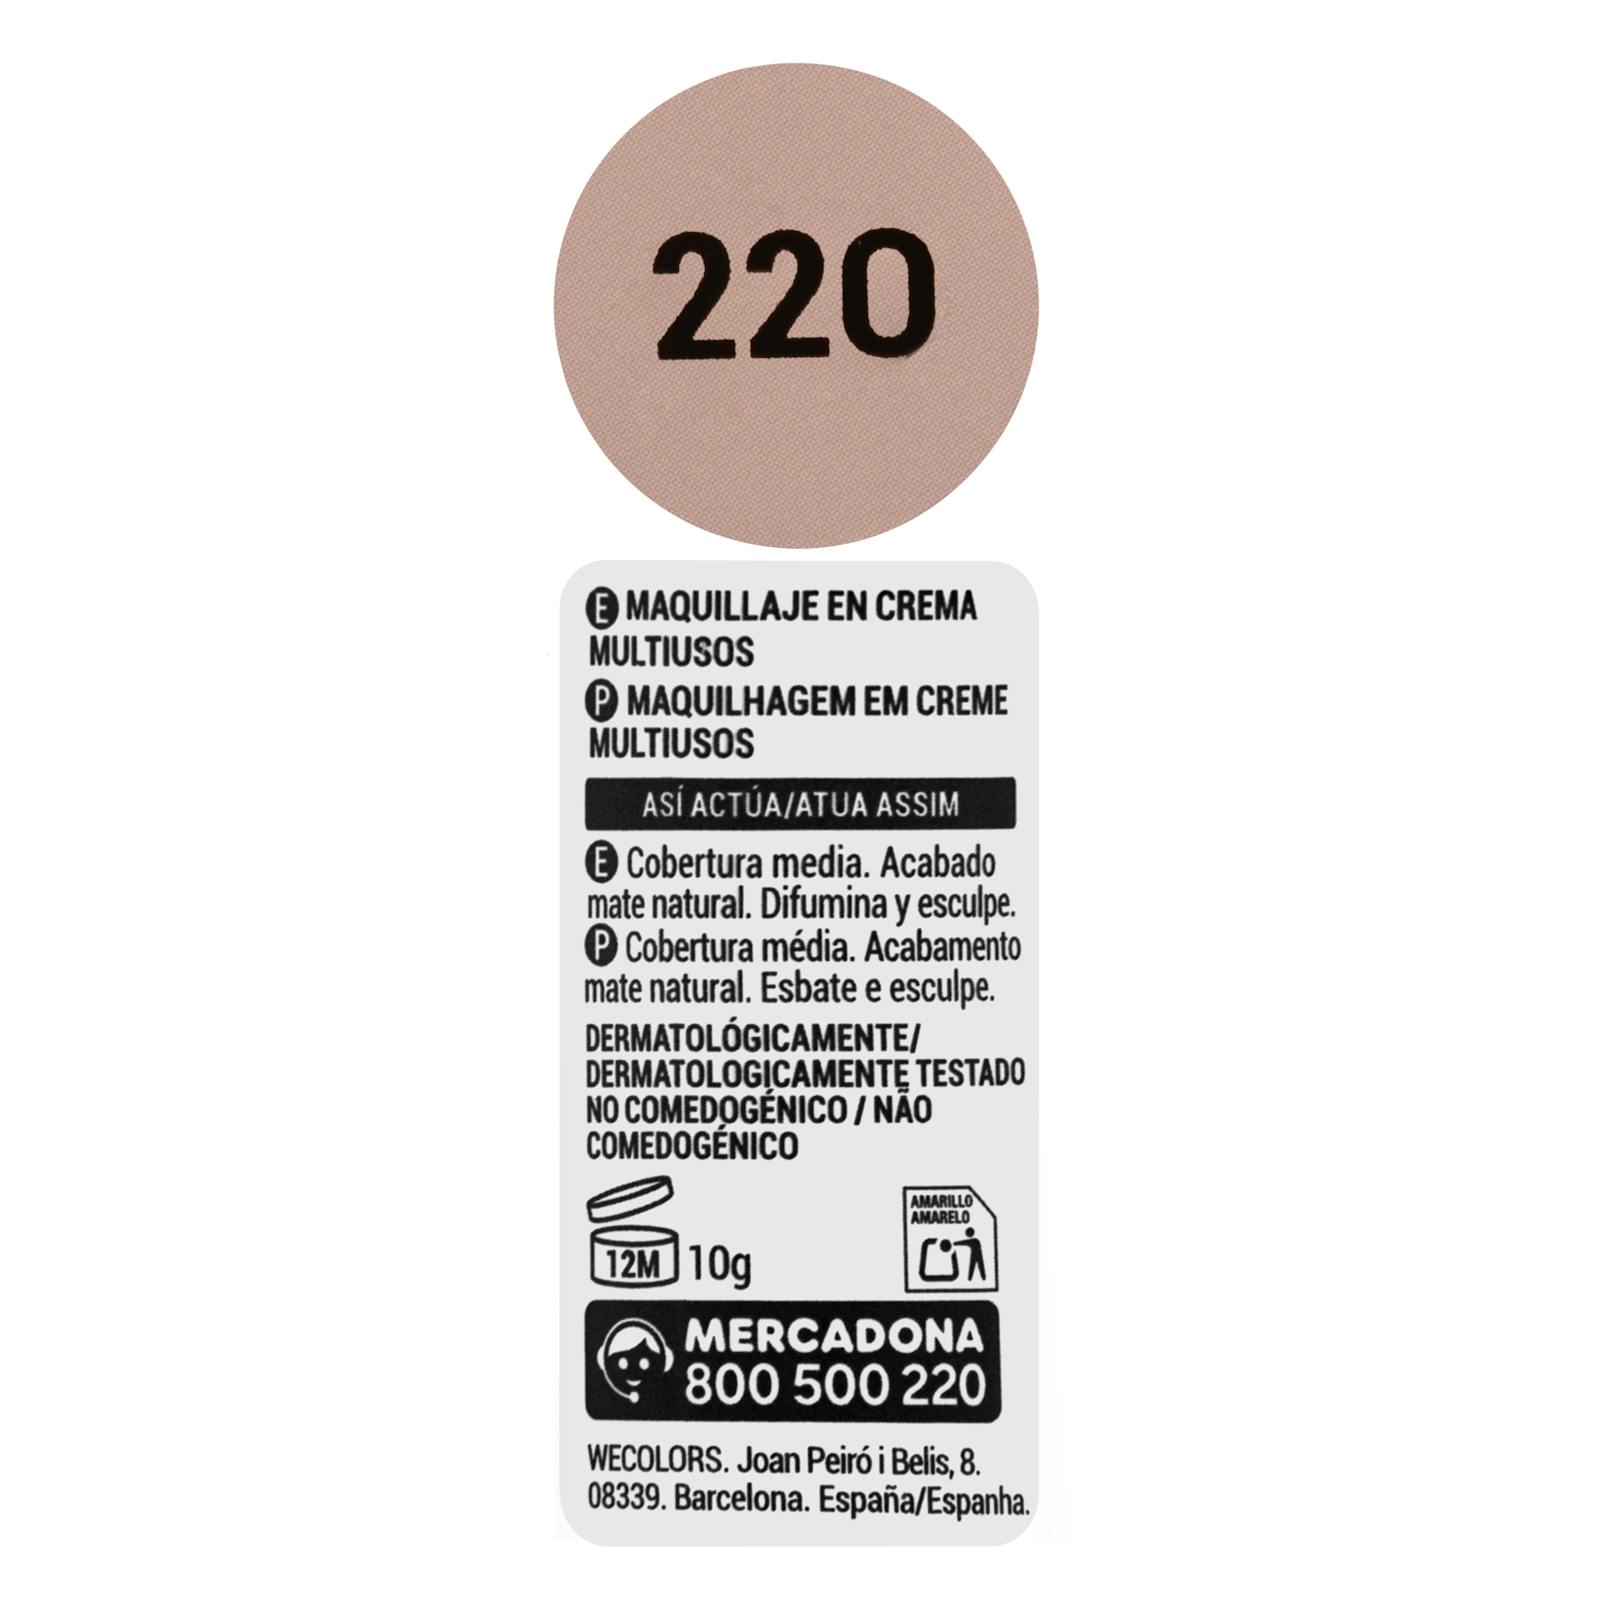 220
E MAQUILLAJE EN CREMA
MULTIUSOS
P MAQUILHAGEM EM CREME
MULTIUSOS
ASÍ ACTÚA/ATUA ASSIM
E Cobertura media. Acabado
mate natural. Difumina y esculpe.
P Cobertura média. Acabamento
mate natural. Esbate e esculpe.
DERMATOLÓGICAMENTE/
DERMATOLOGICAMENTE TESTADO
NO COMEDOGÉNICO / NÃO
COMEDOGÉNICO
12M 10g
AMARILLO
AMARELO
MERCADONA
800 500 220
WECOLORS. Joan Peiró i Belis, 8.
08339. Barcelona. España/Espanha.